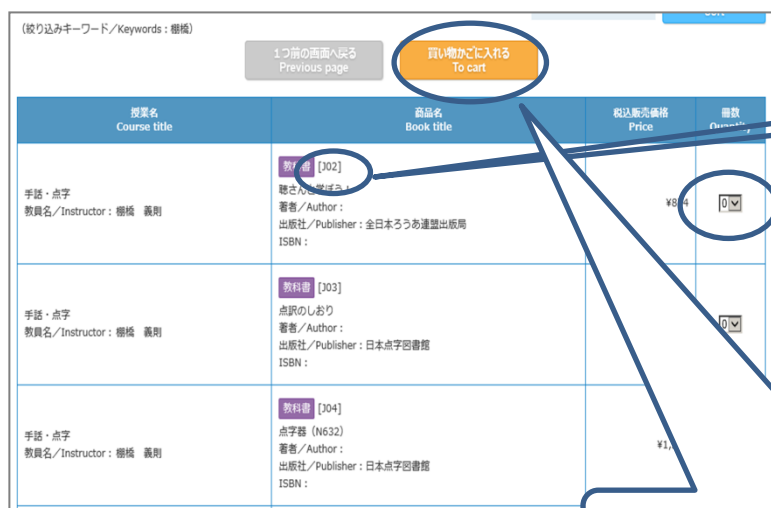 (絞り込みキーワード/Keywords : 棚橋)
1つ前の画面へ戻る
Previous page
買い物かごに入れる
To cart
授業名
Course title
商品名
Book title
税込販売価格
Price
冊数
Quantity
手話・点字
教員名/Instructor : 棚橋 義則
教科書 [J02]
聴さんと学ぼう!
著者/Author :
出版社/Publisher : 全日本ろうあ連盟出版局
ISBN :
0
手話・点字
教員名/Instructor : 棚橋 義則
教科書 [J03]
点訳のしおり
著者/Author :
出版社/Publisher : 日本点字図書館
ISBN :
0
手話・点字
教員名/Instructor : 棚橋 義則
教科書 [J04]
点字器 (N632)
著者/Author :
出版社/Publisher : 日本点字図書館
ISBN :